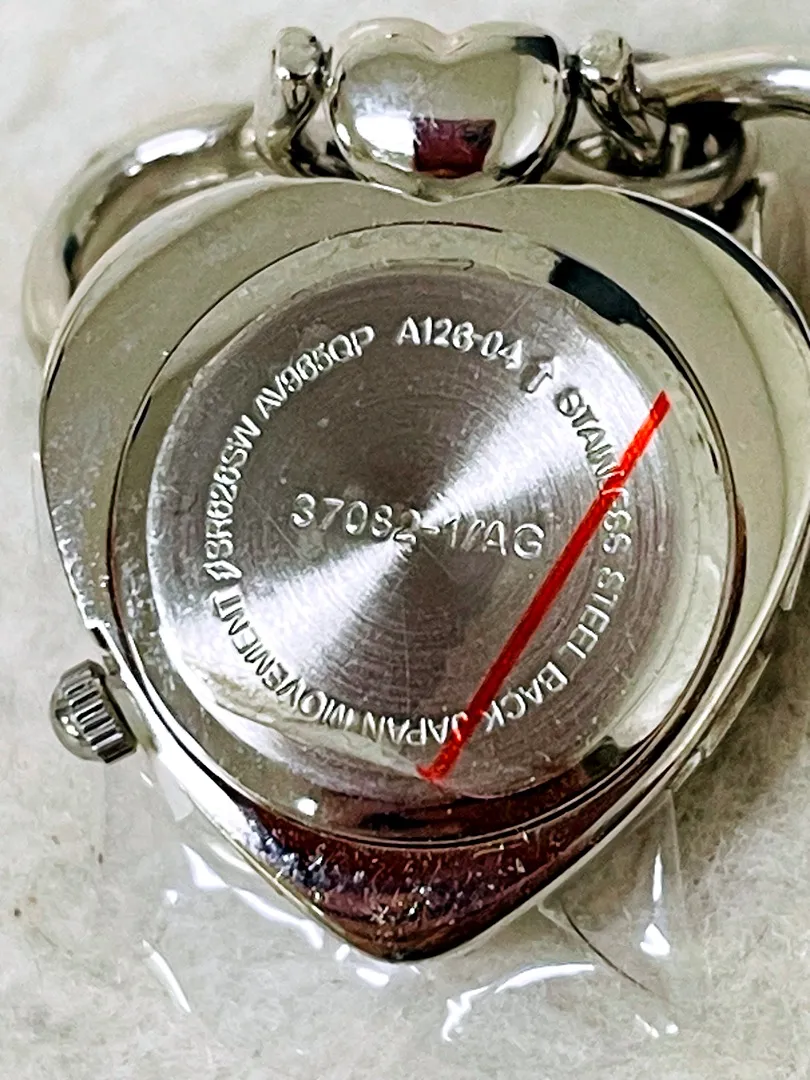 37082-1/AG
SR626SW AV965QP A126-04 ↑ STAINLESS STEEL BACK JAPAN MOVEMENT